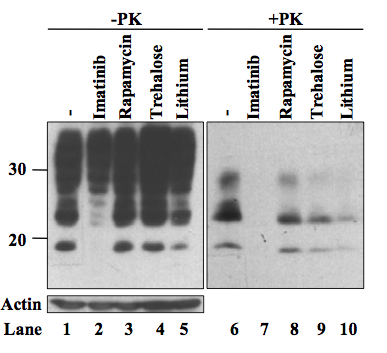 -PK +PK
- Imatinib Rapamycin Trehalose Lithium - Imatinib Rapamycin Trehalose Lithium
30
20
Actin
Lane 1 2 3 4 5 6 7 8 9 10